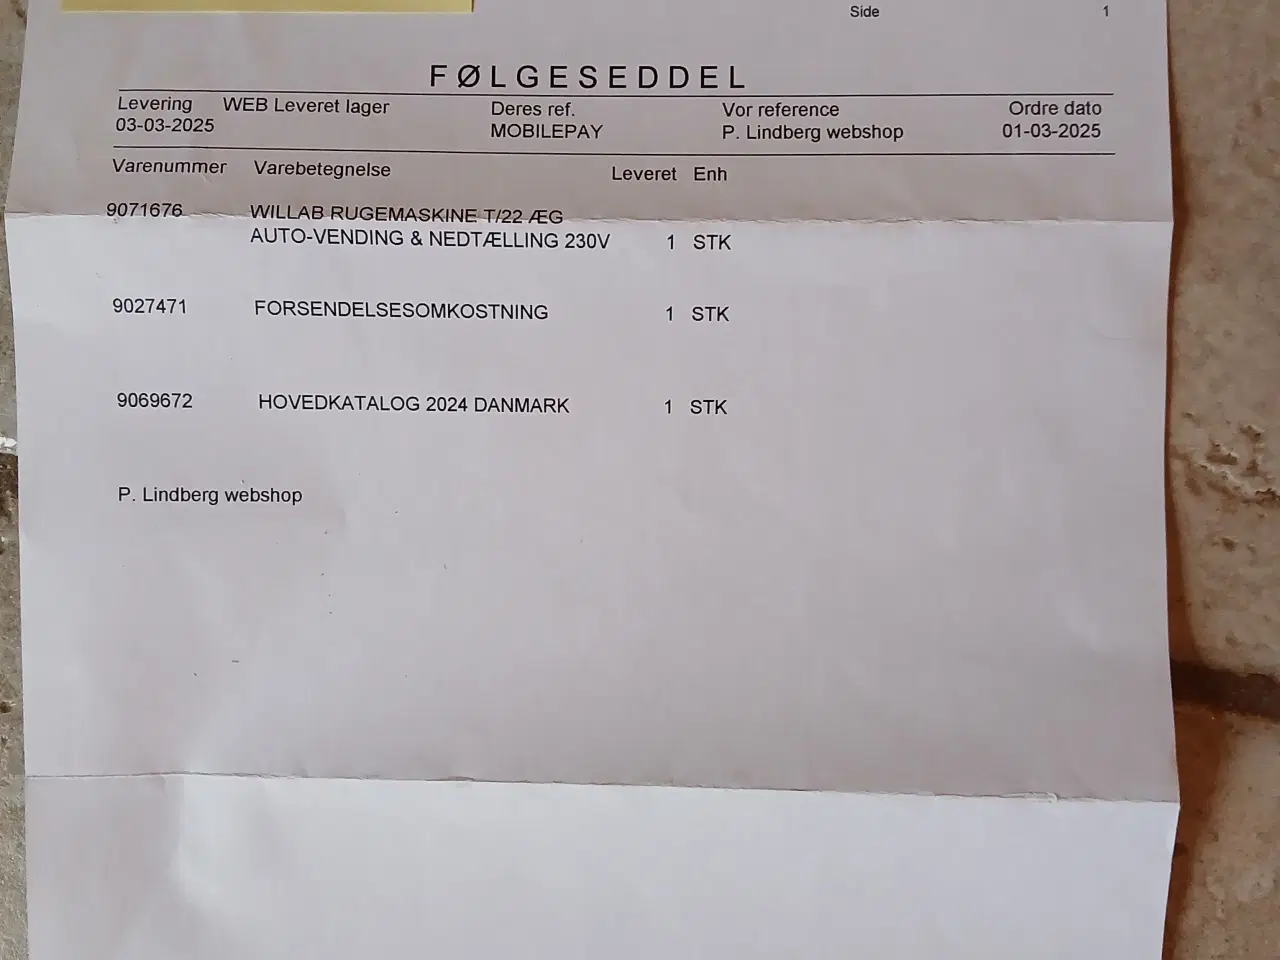 Side 1
FØLGESEDDEL
Levering WEB Leveret lager Deres ref. Vor reference Ordre dato
03-03-2025 MOBILEPAY P. Lindberg webshop 01-03-2025
Varenummer Varebetegnelse Leveret Enh
9071676 WILLAB RUGEMASKINE T/22 ÆG
AUTO-VENDING & NEDTÆLLING 230V 1 STK
9027471 FORSENDELSESOMKOSTNING 1 STK
9069672 HOVEDKATALOG 2024 DANMARK 1 STK
P. Lindberg webshop